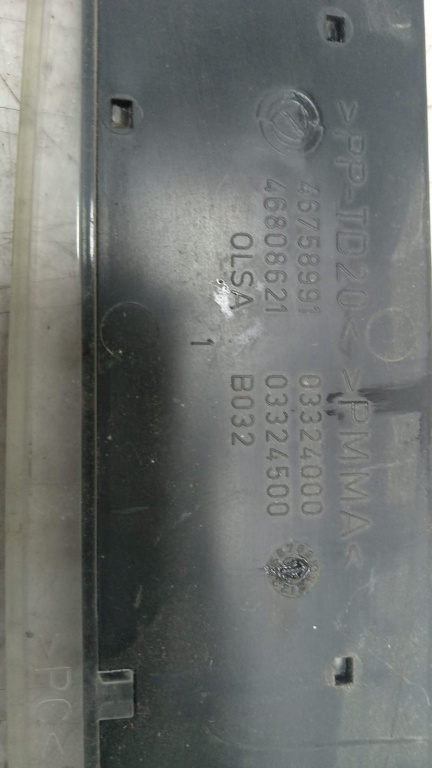 >PP-TD20< >PMMA<
46758991 03324000
46808621 03324500
OLSA B032
1
>PC<